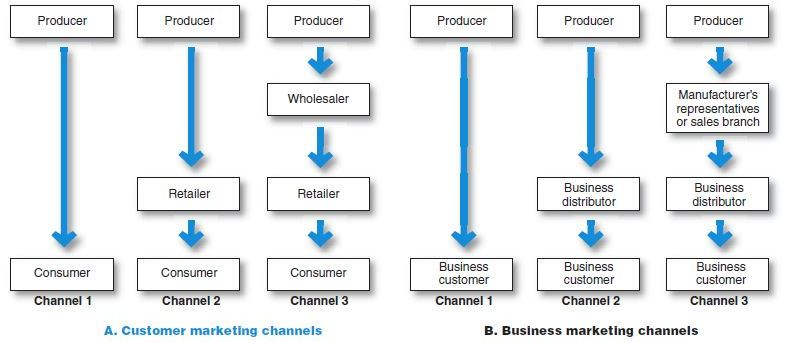 Producer
Producer
Producer
Producer
Producer
Producer
Wholesaler
Manufacturer's
representatives
or sales branch
Retailer
Retailer
Business
distributor
Business
distributor
Consumer
Consumer
Consumer
Business
customer
Business
customer
Business
customer
Channel 1
Channel 2
Channel 3
Channel 1
Channel 2
Channel 3
A. Customer marketing channels
B. Business marketing channels